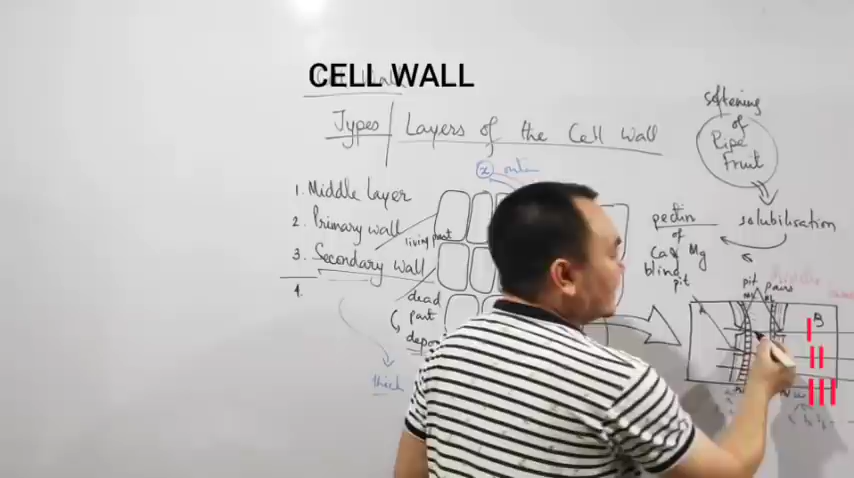 CELL WALL
Types
Layers of the Cell Wall
1. Middle layer
2. Primary wall
3. Secondary wall
4.
living part
dead
part
thick
softening
of
Ripe
Fruit
solubilisation
pectin
of
Ca & Mg
blind
pit
pit pairs
A
B
I
II
III